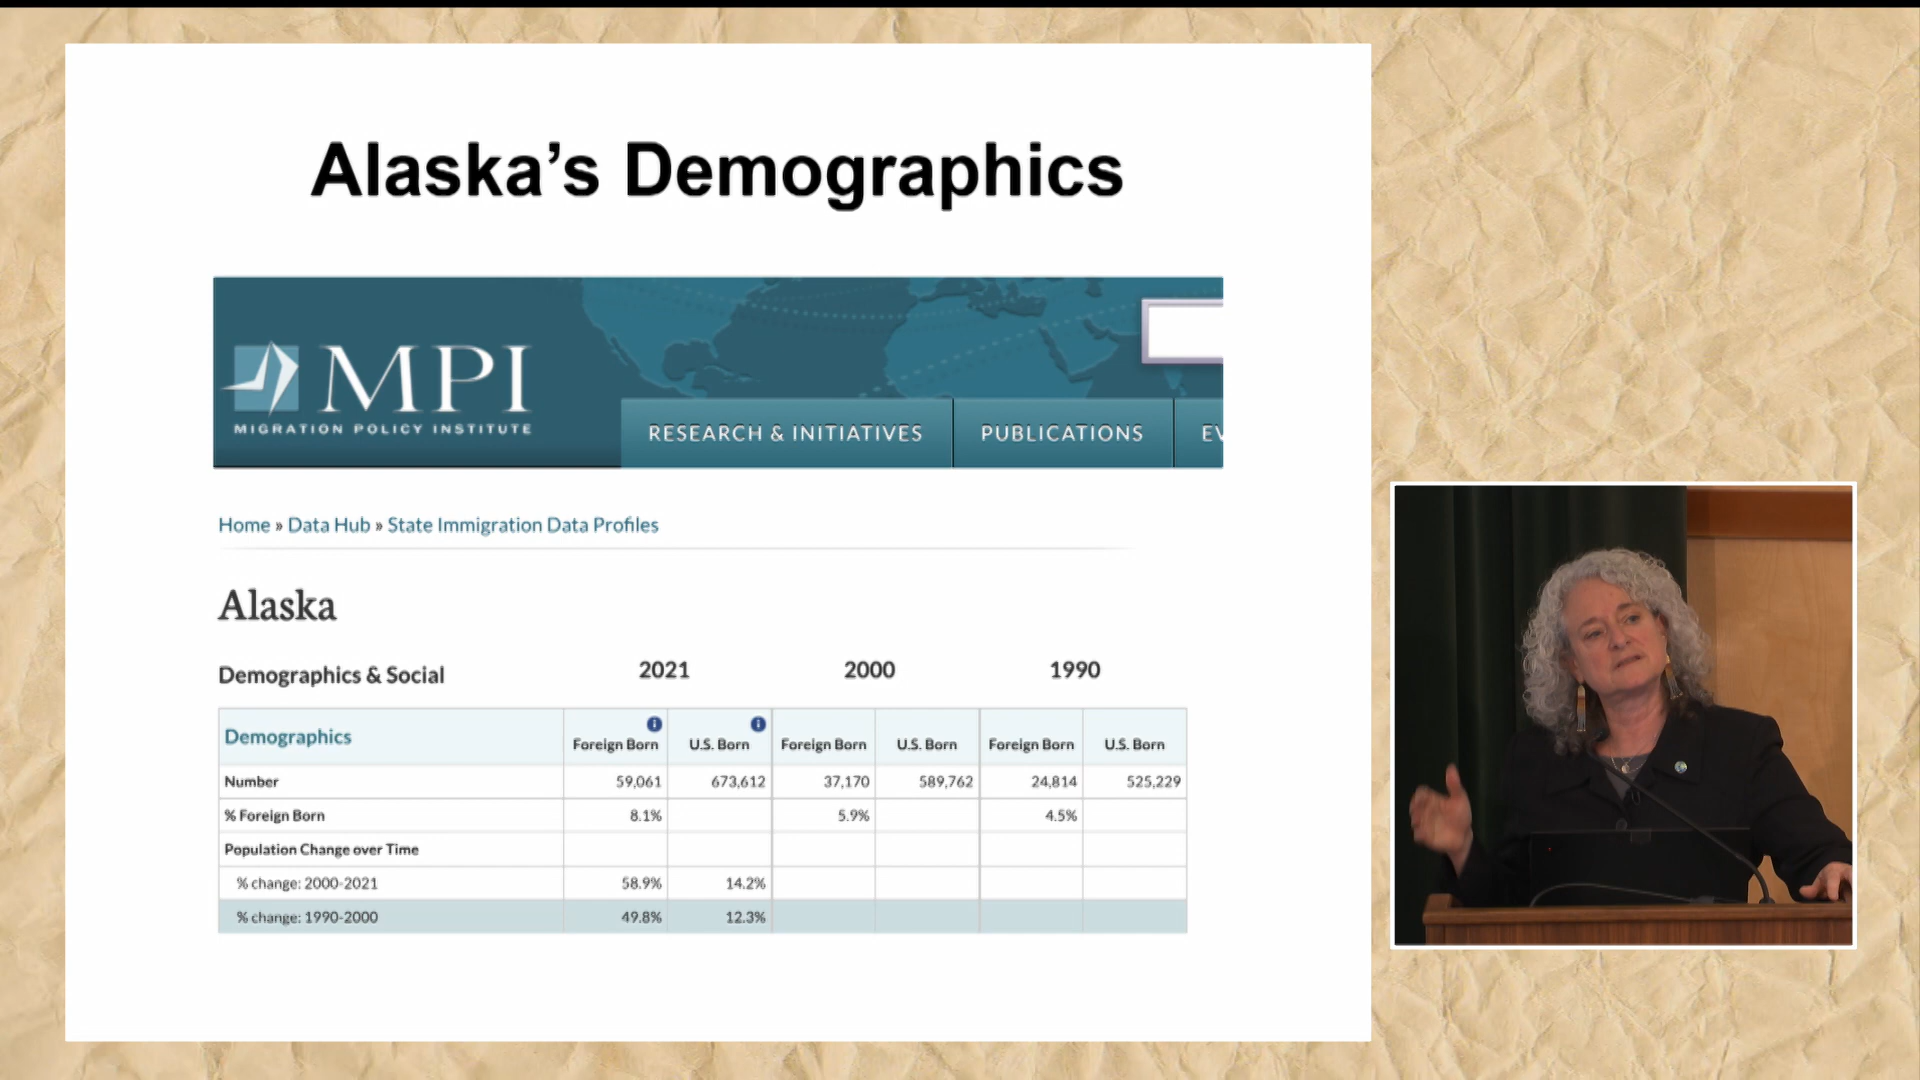 Alaska's Demographics
MPI
MIGRATION POLICY INSTITUTE
RESEARCH & INITIATIVES PUBLICATIONS EV
Home » Data Hub » State Immigration Data Profiles
Alaska
Demographics & Social 2021 2000 1990
Demographics Foreign Born U.S. Born Foreign Born U.S. Born Foreign Born U.S. Born
Number 59,061 673,612 37,170 589,762 24,814 525,229
% Foreign Born 8.1% 5.9% 4.5%
Population Change over Time
% change: 2000-2021 58.9% 14.2%
% change: 1990-2000 49.8% 12.3%